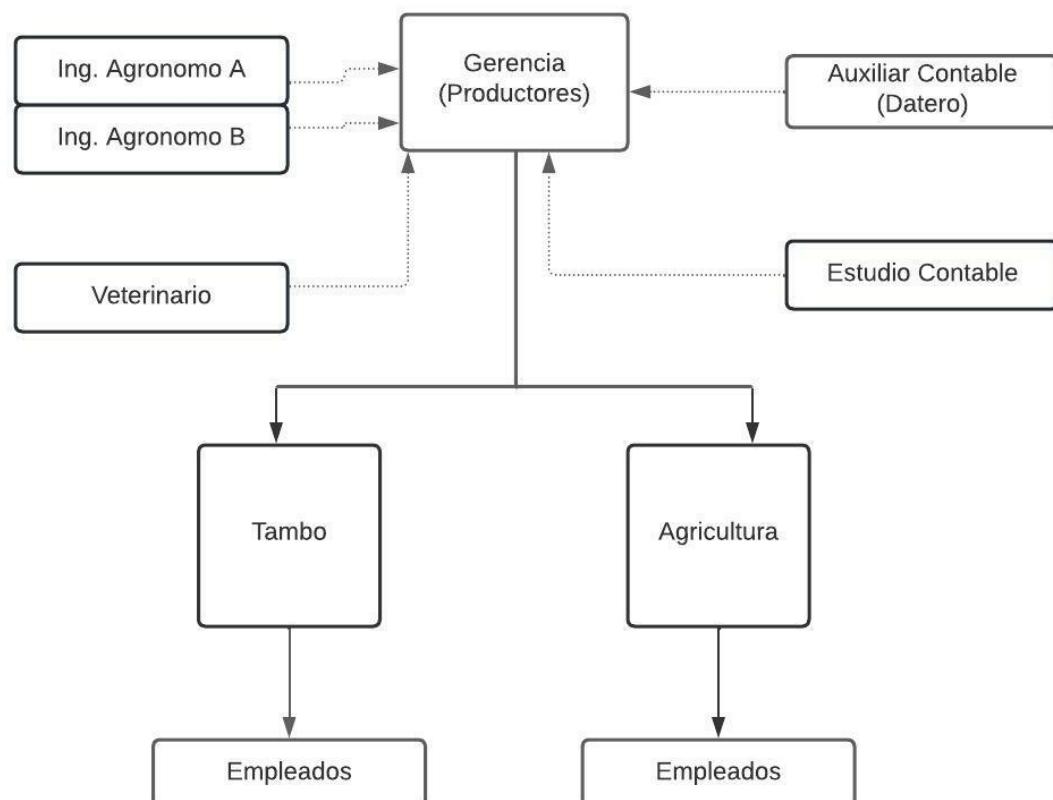 Ing. Agronomo A
Ing. Agronomo B
Gerencia
(Productores)
Auxiliar Contable
(Datero)
Veterinario
Estudio Contable
Tambo
Agricultura
Empleados
Empleados